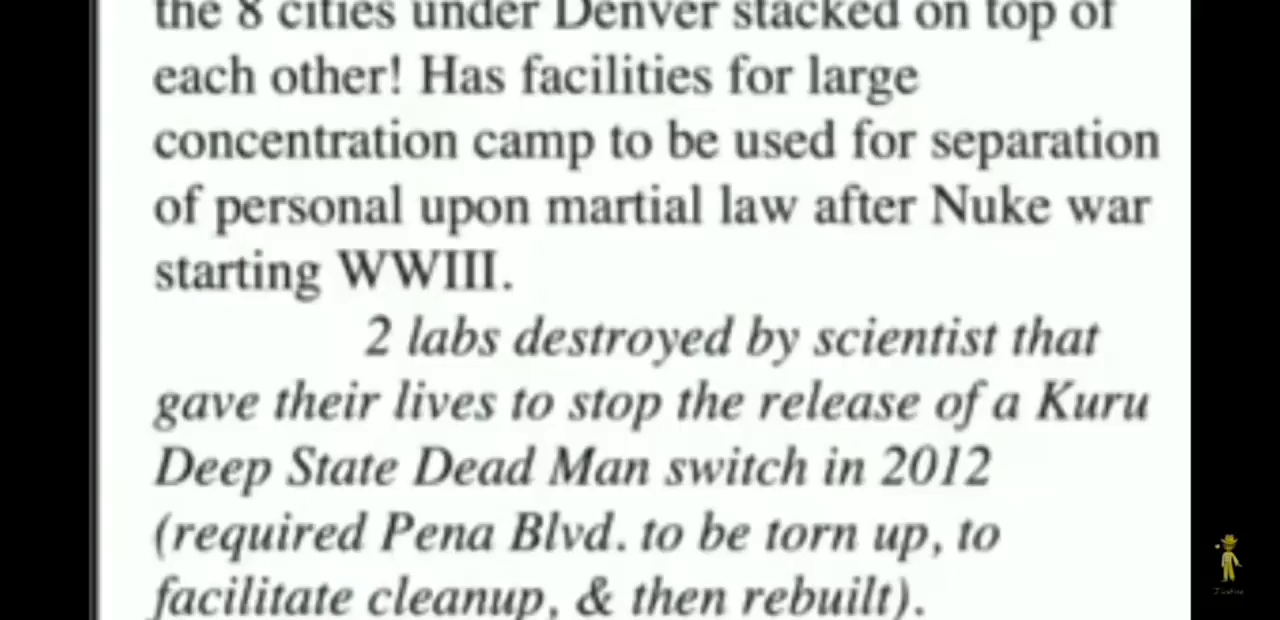 the 8 cities under Denver stacked on top of
each other! Has facilities for large
concentration camp to be used for separation
of personal upon martial law after Nuke war
starting WWIII.
2 labs destroyed by scientist that
gave their lives to stop the release of a Kuru
Deep State Dead Man switch in 2012
(required Pena Blvd. to be torn up, to
facilitate cleanup, & then rebuilt).